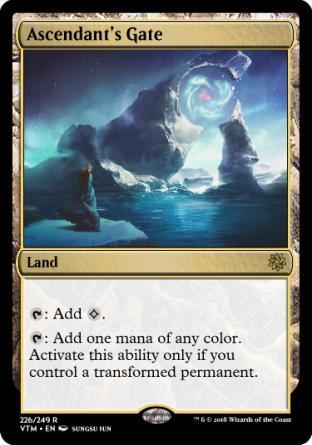 Ascendant's Gate
Land
: Add .
: Add one mana of any color.
Activate this ability only if you
control a transformed permanent.
226/249 R
VTM • EN SUNGSU IUN
™ & © 2018 Wizards of the Coast